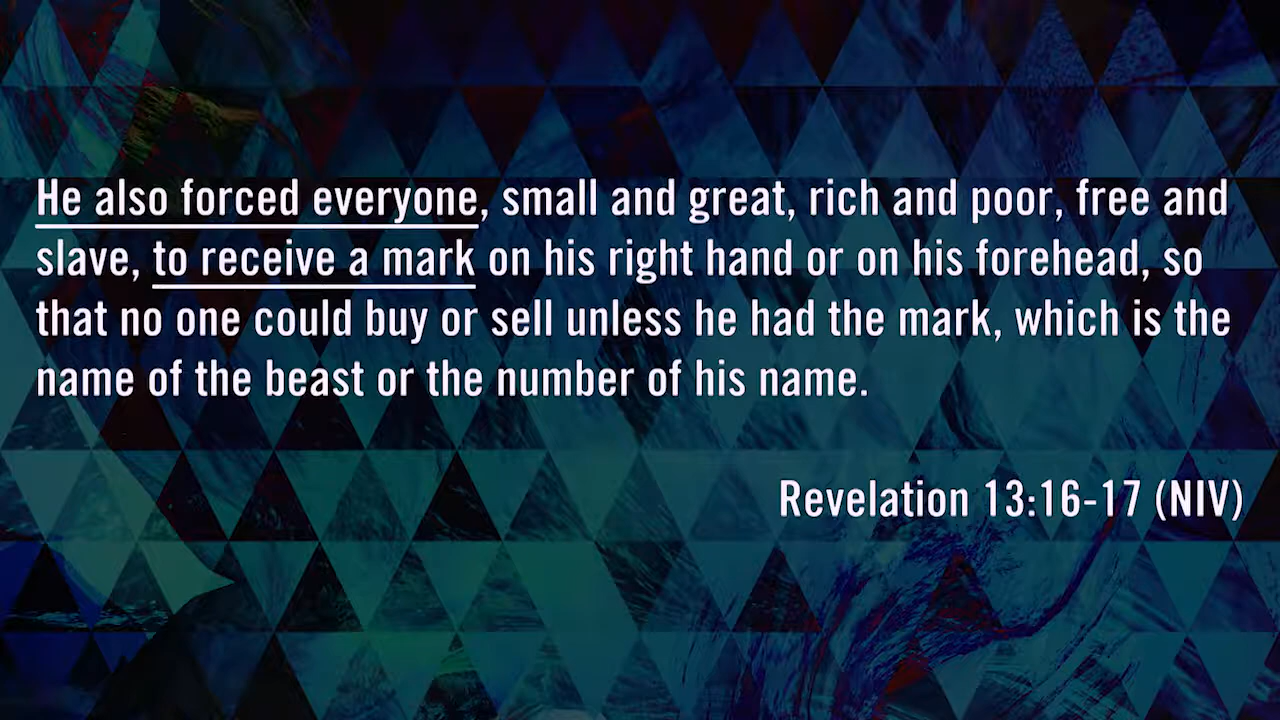 He also forced everyone, small and great, rich and poor, free and
slave, to receive a mark on his right hand or on his forehead, so
that no one could buy or sell unless he had the mark, which is the
name of the beast or the number of his name.
Revelation 13:16-17 (NIV)